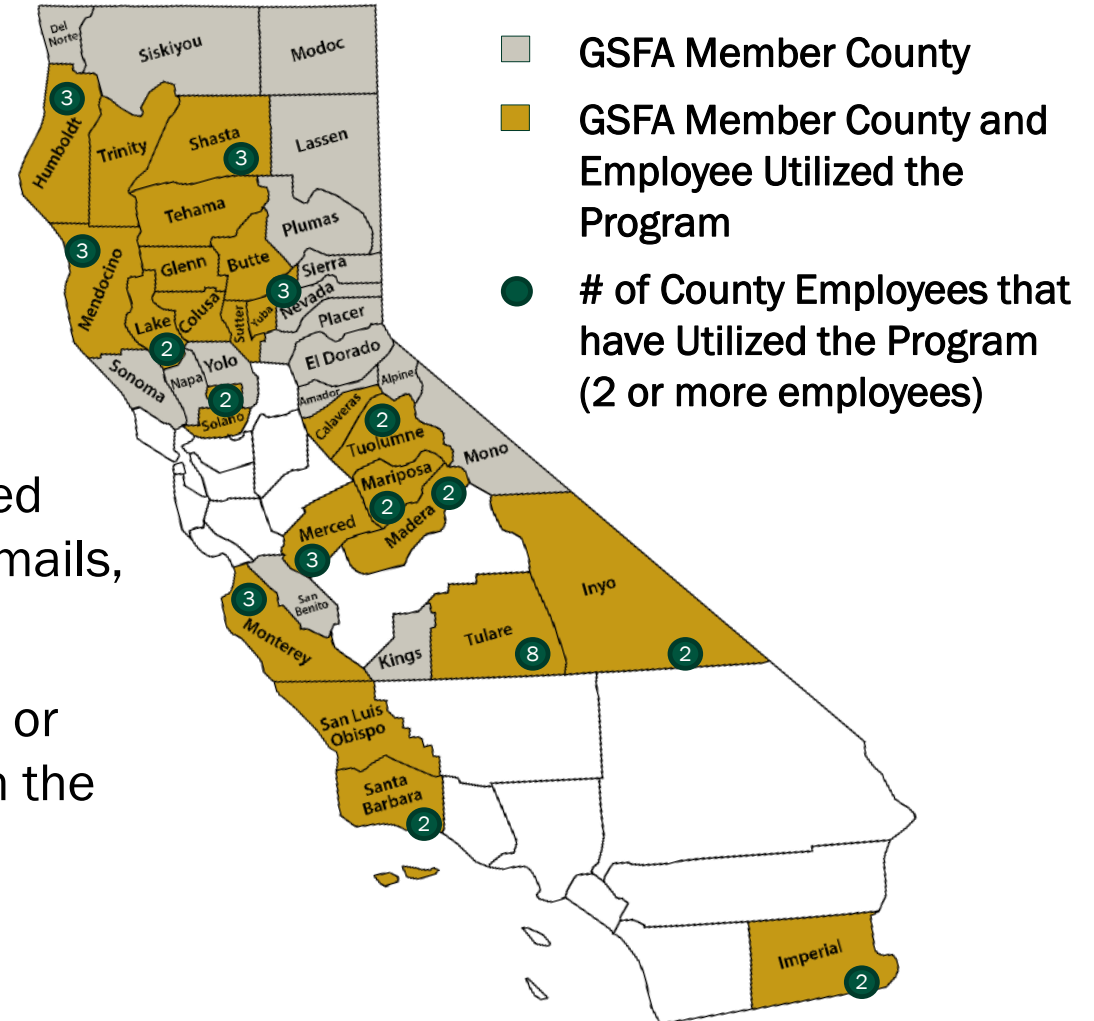 Del
Norte
Siskiyou
Modoc
3
Humboldt
Trinity
Shasta
3
Lassen
Tehama
Plumas
3
Mendocino
Glenn
Butte
Sierra
3
Nevada
Lake
Colusa
Sutter
Yuba
Placer
2
Yolo
El Dorado
Sonoma
Napa
Alpine
2
Solano
Amador
Calaveras
2
Tuolumne
Mono
Mariposa
2
2
Madera
Merced
3
San
Benito
3
Monterey
Inyo
Tulare
8
2
Kings
San Luis
Obispo
Santa
Barbara
2
Imperial
2
GSFA Member County
GSFA Member County and
Employee Utilized the
Program
# of County Employees that
have Utilized the Program
(2 or more employees)
ed
mails,
or
the